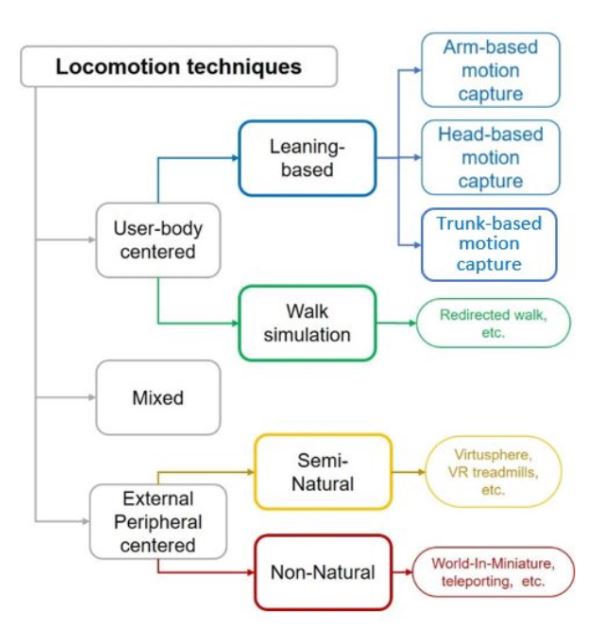 Locomotion techniques
Arm-based
motion
capture
Leaning-
based
Head-based
motion
capture
User-body
centered
Trunk-based
motion
capture
Walk
simulation
Redirected walk,
etc.
Mixed
External
Peripheral
centered
Semi-
Natural
Virtusphere,
VR treadmills,
etc.
Non-Natural
World-In-Miniature,
teleporting, etc.